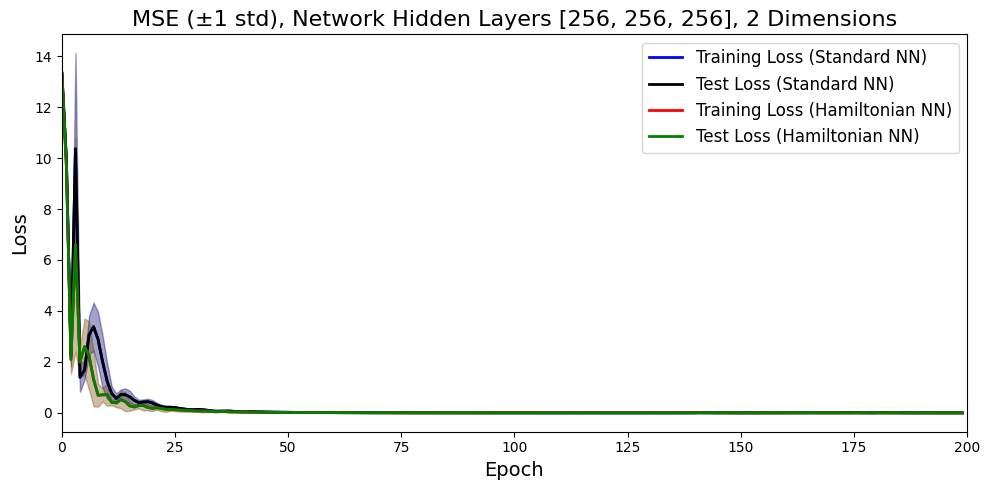 MSE (±1 std), Network Hidden Layers [256, 256, 256], 2 Dimensions
Training Loss (Standard NN)
Test Loss (Standard NN)
Training Loss (Hamiltonian NN)
Test Loss (Hamiltonian NN)
Loss
14
12
10
8
6
4
2
0
0 25 50 75 100 125 150 175 200
Epoch